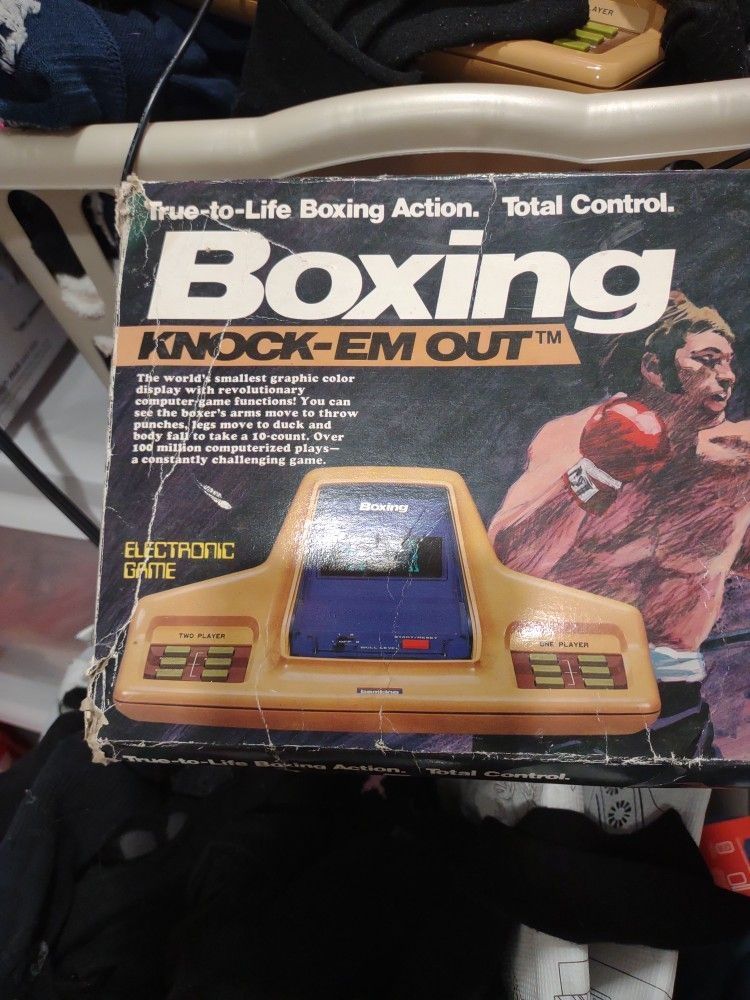 LAYER
True-to-Life Boxing Action. Total Control.
Boxing
KNOCK-EM OUT™
The world's smallest graphic color
display with revolutionary
computer game functions! You can
see the boxer's arms move to throw
punches, legs move to duck and
body fall to take a 10-count. Over
100 million computerized plays—
a constantly challenging game.
Boxing
ELECTRONIC
GAME
START/RESET
OFF
SKILL LEVEL
TWO PLAYER
ONE PLAYER
bambino
True-to-Life Boxing Action. Total Control.